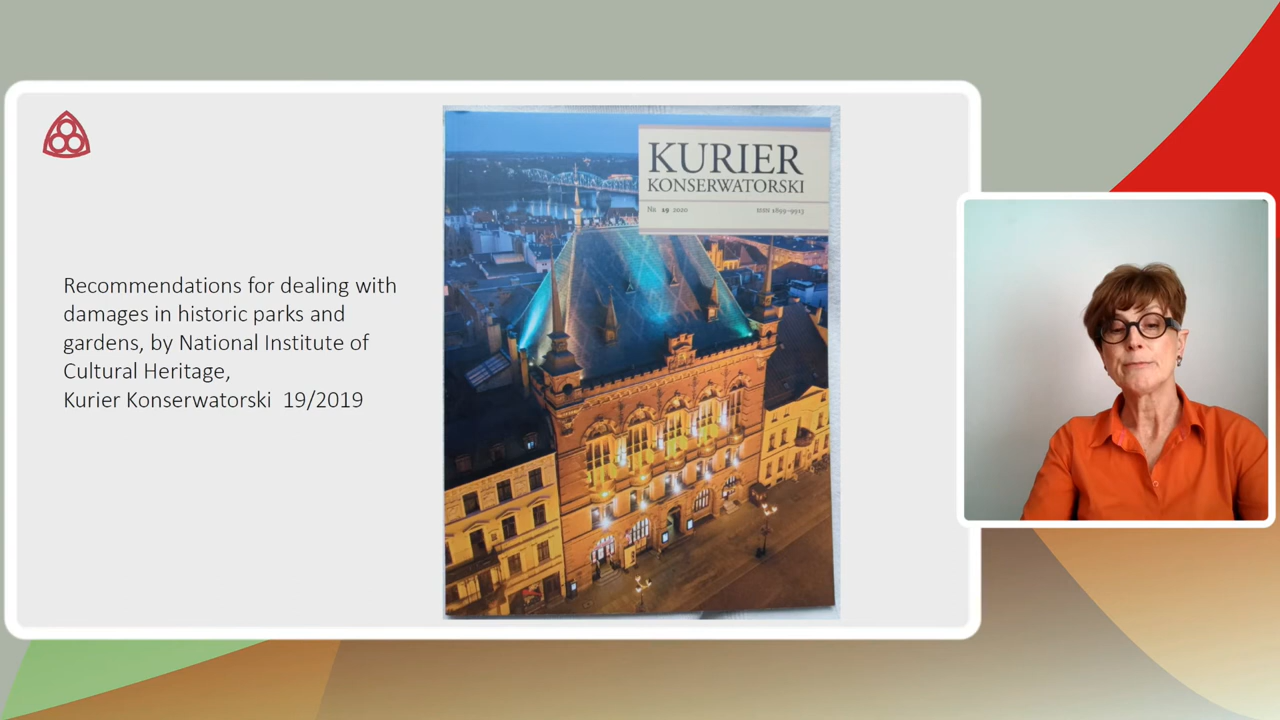 Recommendations for dealing with
damages in historic parks and
gardens, by National Institute of
Cultural Heritage,
Kurier Konserwatorski 19/2019
KURIER
KONSERWATORSKI
No 19 2020 ISSN 1899-9913